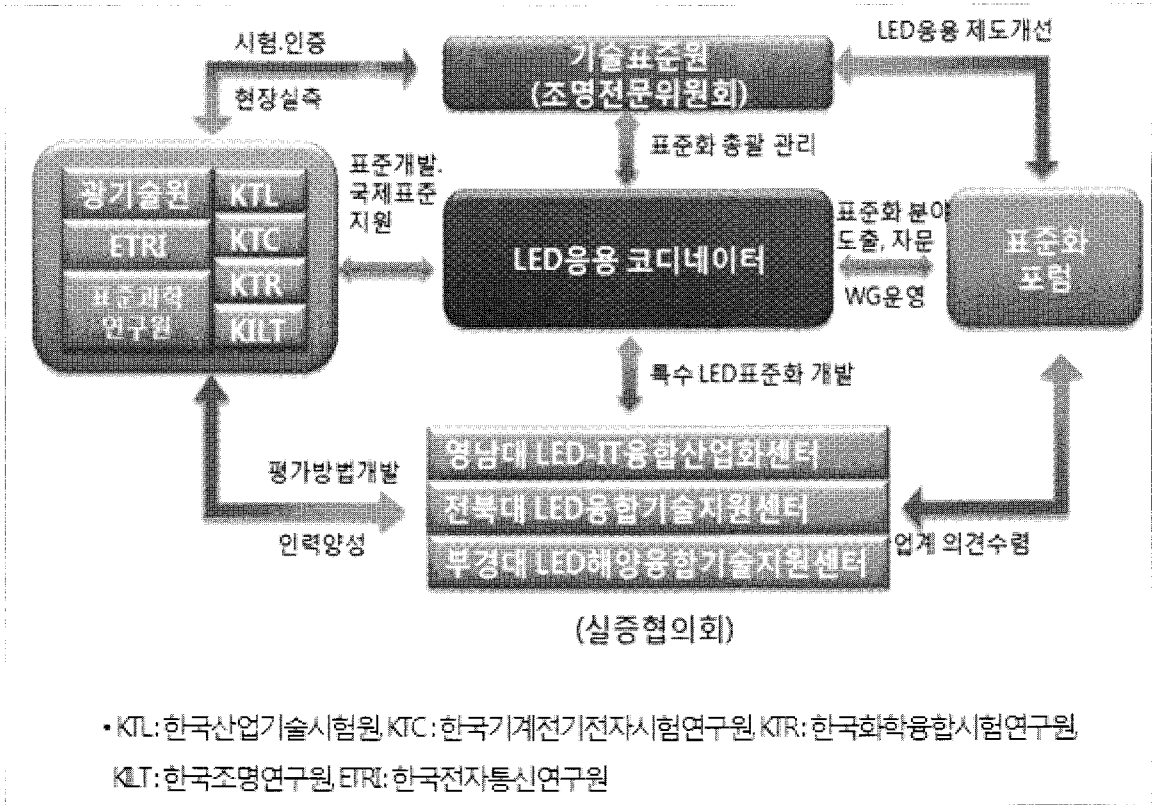 시험.인증
현장실측
기술표준원
(조명전문위원회)
LED응용 제도개선
표준화 총괄 관리
광기술원
ETRI
표준과학
연구원
KTL
KTC
KTR
KILT
표준개발.
국제표준
지원
LED응용 코디네이터
표준화 분야
도출, 자문
WG운영
표준화
포럼
특수 LED표준화 개발
평가방법개발
인력양성
영남대 LED-IT융합산업화센터
전북대 LED융합기술지원센터
부경대 LED해양융합기술지원센터
업계 의견수렴
(실증협의회)
• KTL : 한국산업기술시험원, KTC : 한국기계전기전자시험연구원, KTR : 한국화학융합시험연구원,
KILT : 한국조명연구원, ETRI : 한국전자통신연구원